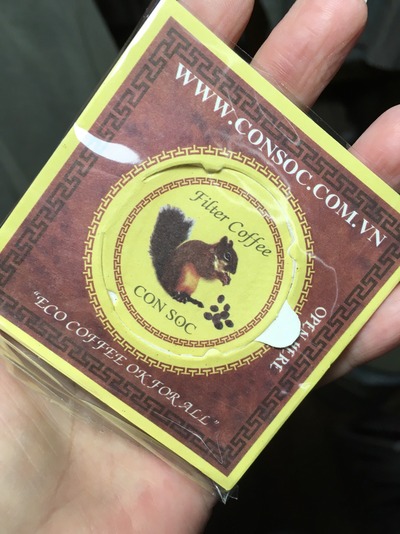 WWW.CONSOC.COM.VN
Filter Coffee
CON SOC
OPEN HERE
"ECO COFFEE OK FOR ALL"